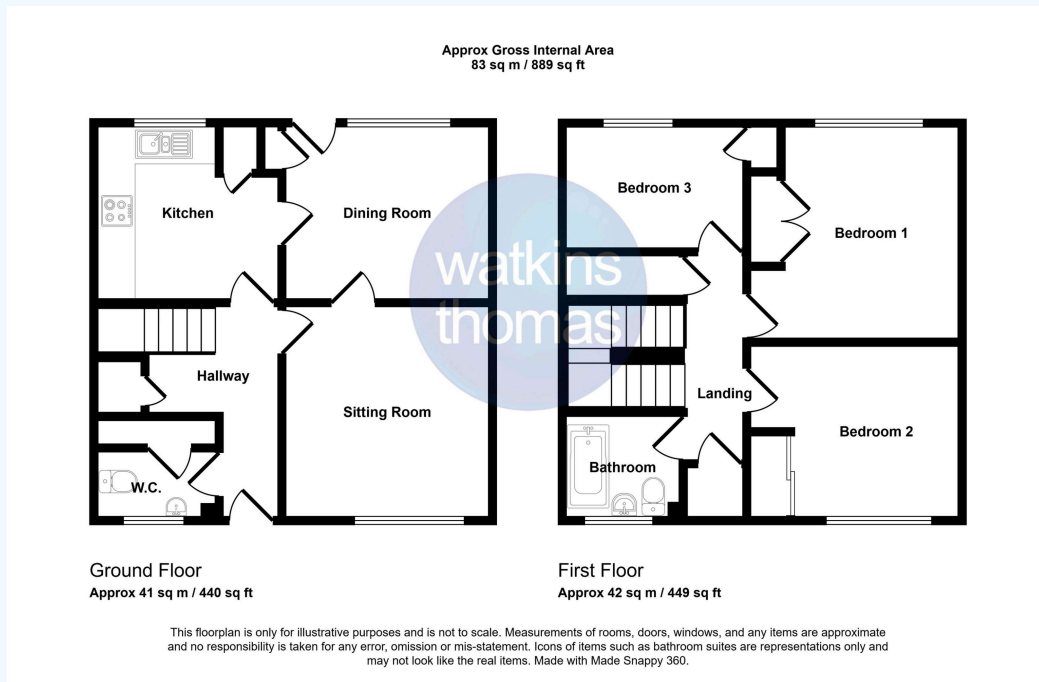 Approx Gross Internal Area
83 sq m / 889 sq ft
Kitchen
Dining Room
Hallway
Sitting Room
W.C.
Bedroom 3
Bedroom 1
Landing
Bedroom 2
Bathroom
watkins
thomas
Ground Floor
Approx 41 sq m / 440 sq ft
First Floor
Approx 42 sq m / 449 sq ft
This floorplan is only for illustrative purposes and is not to scale. Measurements of rooms, doors, windows, and any items are approximate
and no responsibility is taken for any error, omission or mis-statement. Icons of items such as bathroom suites are representations only and
may not look like the real items. Made with Made Snappy 360.